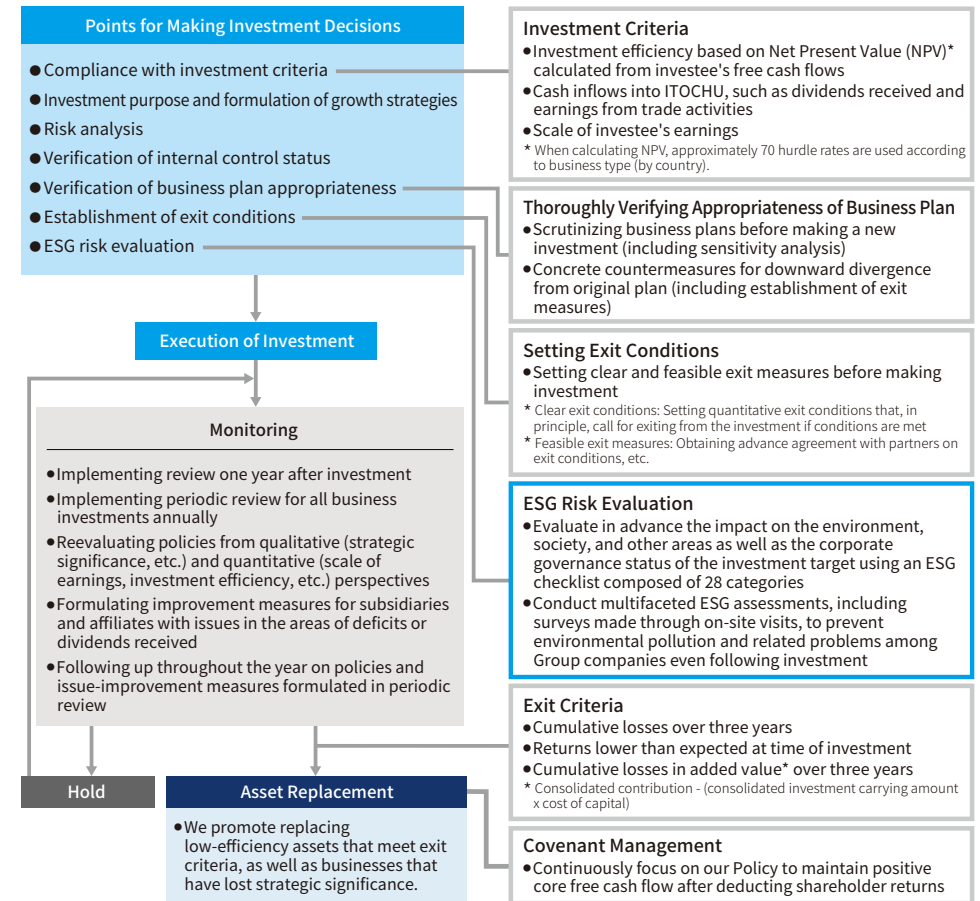 Points for Making Investment Decisions
●Compliance with investment criteria
●Investment purpose and formulation of growth strategies
●Risk analysis
●Verification of internal control status
●Verification of business plan appropriateness
●Establishment of exit conditions
●ESG risk evaluation
Execution of Investment
Monitoring
●Implementing review one year after investment
●Implementing periodic review for all business
investments annually
●Reevaluating policies from qualitative (strategic
significance, etc.) and quantitative (scale of
earnings, investment efficiency, etc.) perspectives
●Formulating improvement measures for subsidiaries
and affiliates with issues in the areas of deficits or
dividends received
●Following up throughout the year on policies and
issue-improvement measures formulated in periodic
review
Hold
Asset Replacement
●We promote replacing
low-efficiency assets that meet exit
criteria, as well as businesses that
have lost strategic significance.
Investment Criteria
●Investment efficiency based on Net Present Value (NPV)*
calculated from investee's free cash flows
●Cash inflows into ITOCHU, such as dividends received and
earnings from trade activities
●Scale of investee's earnings
* When calculating NPV, approximately 70 hurdle rates are used according
to business type (by country).
Thoroughly Verifying Appropriateness of Business Plan
●Scrutinizing business plans before making a new
investment (including sensitivity analysis)
●Concrete countermeasures for downward divergence
from original plan (including establishment of exit
measures)
Setting Exit Conditions
●Setting clear and feasible exit measures before making
investment
* Clear exit conditions: Setting quantitative exit conditions that, in
principle, call for exiting from the investment if conditions are met
* Feasible exit measures: Obtaining advance agreement with partners on
exit conditions, etc.
ESG Risk Evaluation
●Evaluate in advance the impact on the environment,
society, and other areas as well as the corporate
governance status of the investment target using an ESG
checklist composed of 28 categories
●Conduct multifaceted ESG assessments, including
surveys made through on-site visits, to prevent
environmental pollution and related problems among
Group companies even following investment
Exit Criteria
●Cumulative losses over three years
●Returns lower than expected at time of investment
●Cumulative losses in added value* over three years
* Consolidated contribution - (consolidated investment carrying amount
x cost of capital)
Covenant Management
●Continuously focus on our Policy to maintain positive
core free cash flow after deducting shareholder returns